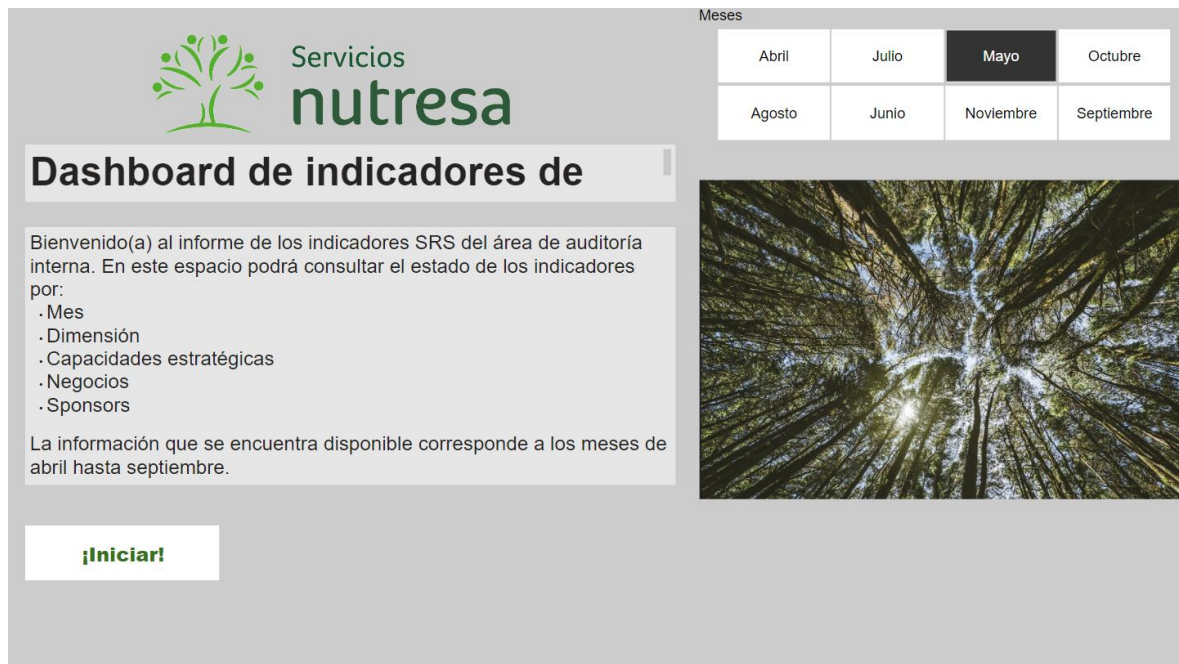 Servicios
nutresa
Dashboard de indicadores de
Bienvenido(a) al informe de los indicadores SRS del área de auditoría
interna. En este espacio podrá consultar el estado de los indicadores
por:
· Mes
· Dimensión
· Capacidades estratégicas
· Negocios
· Sponsors
La información que se encuentra disponible corresponde a los meses de
abril hasta septiembre.
¡Iniciar!
Meses
Abril Julio Mayo Octubre
Agosto Junio Noviembre Septiembre